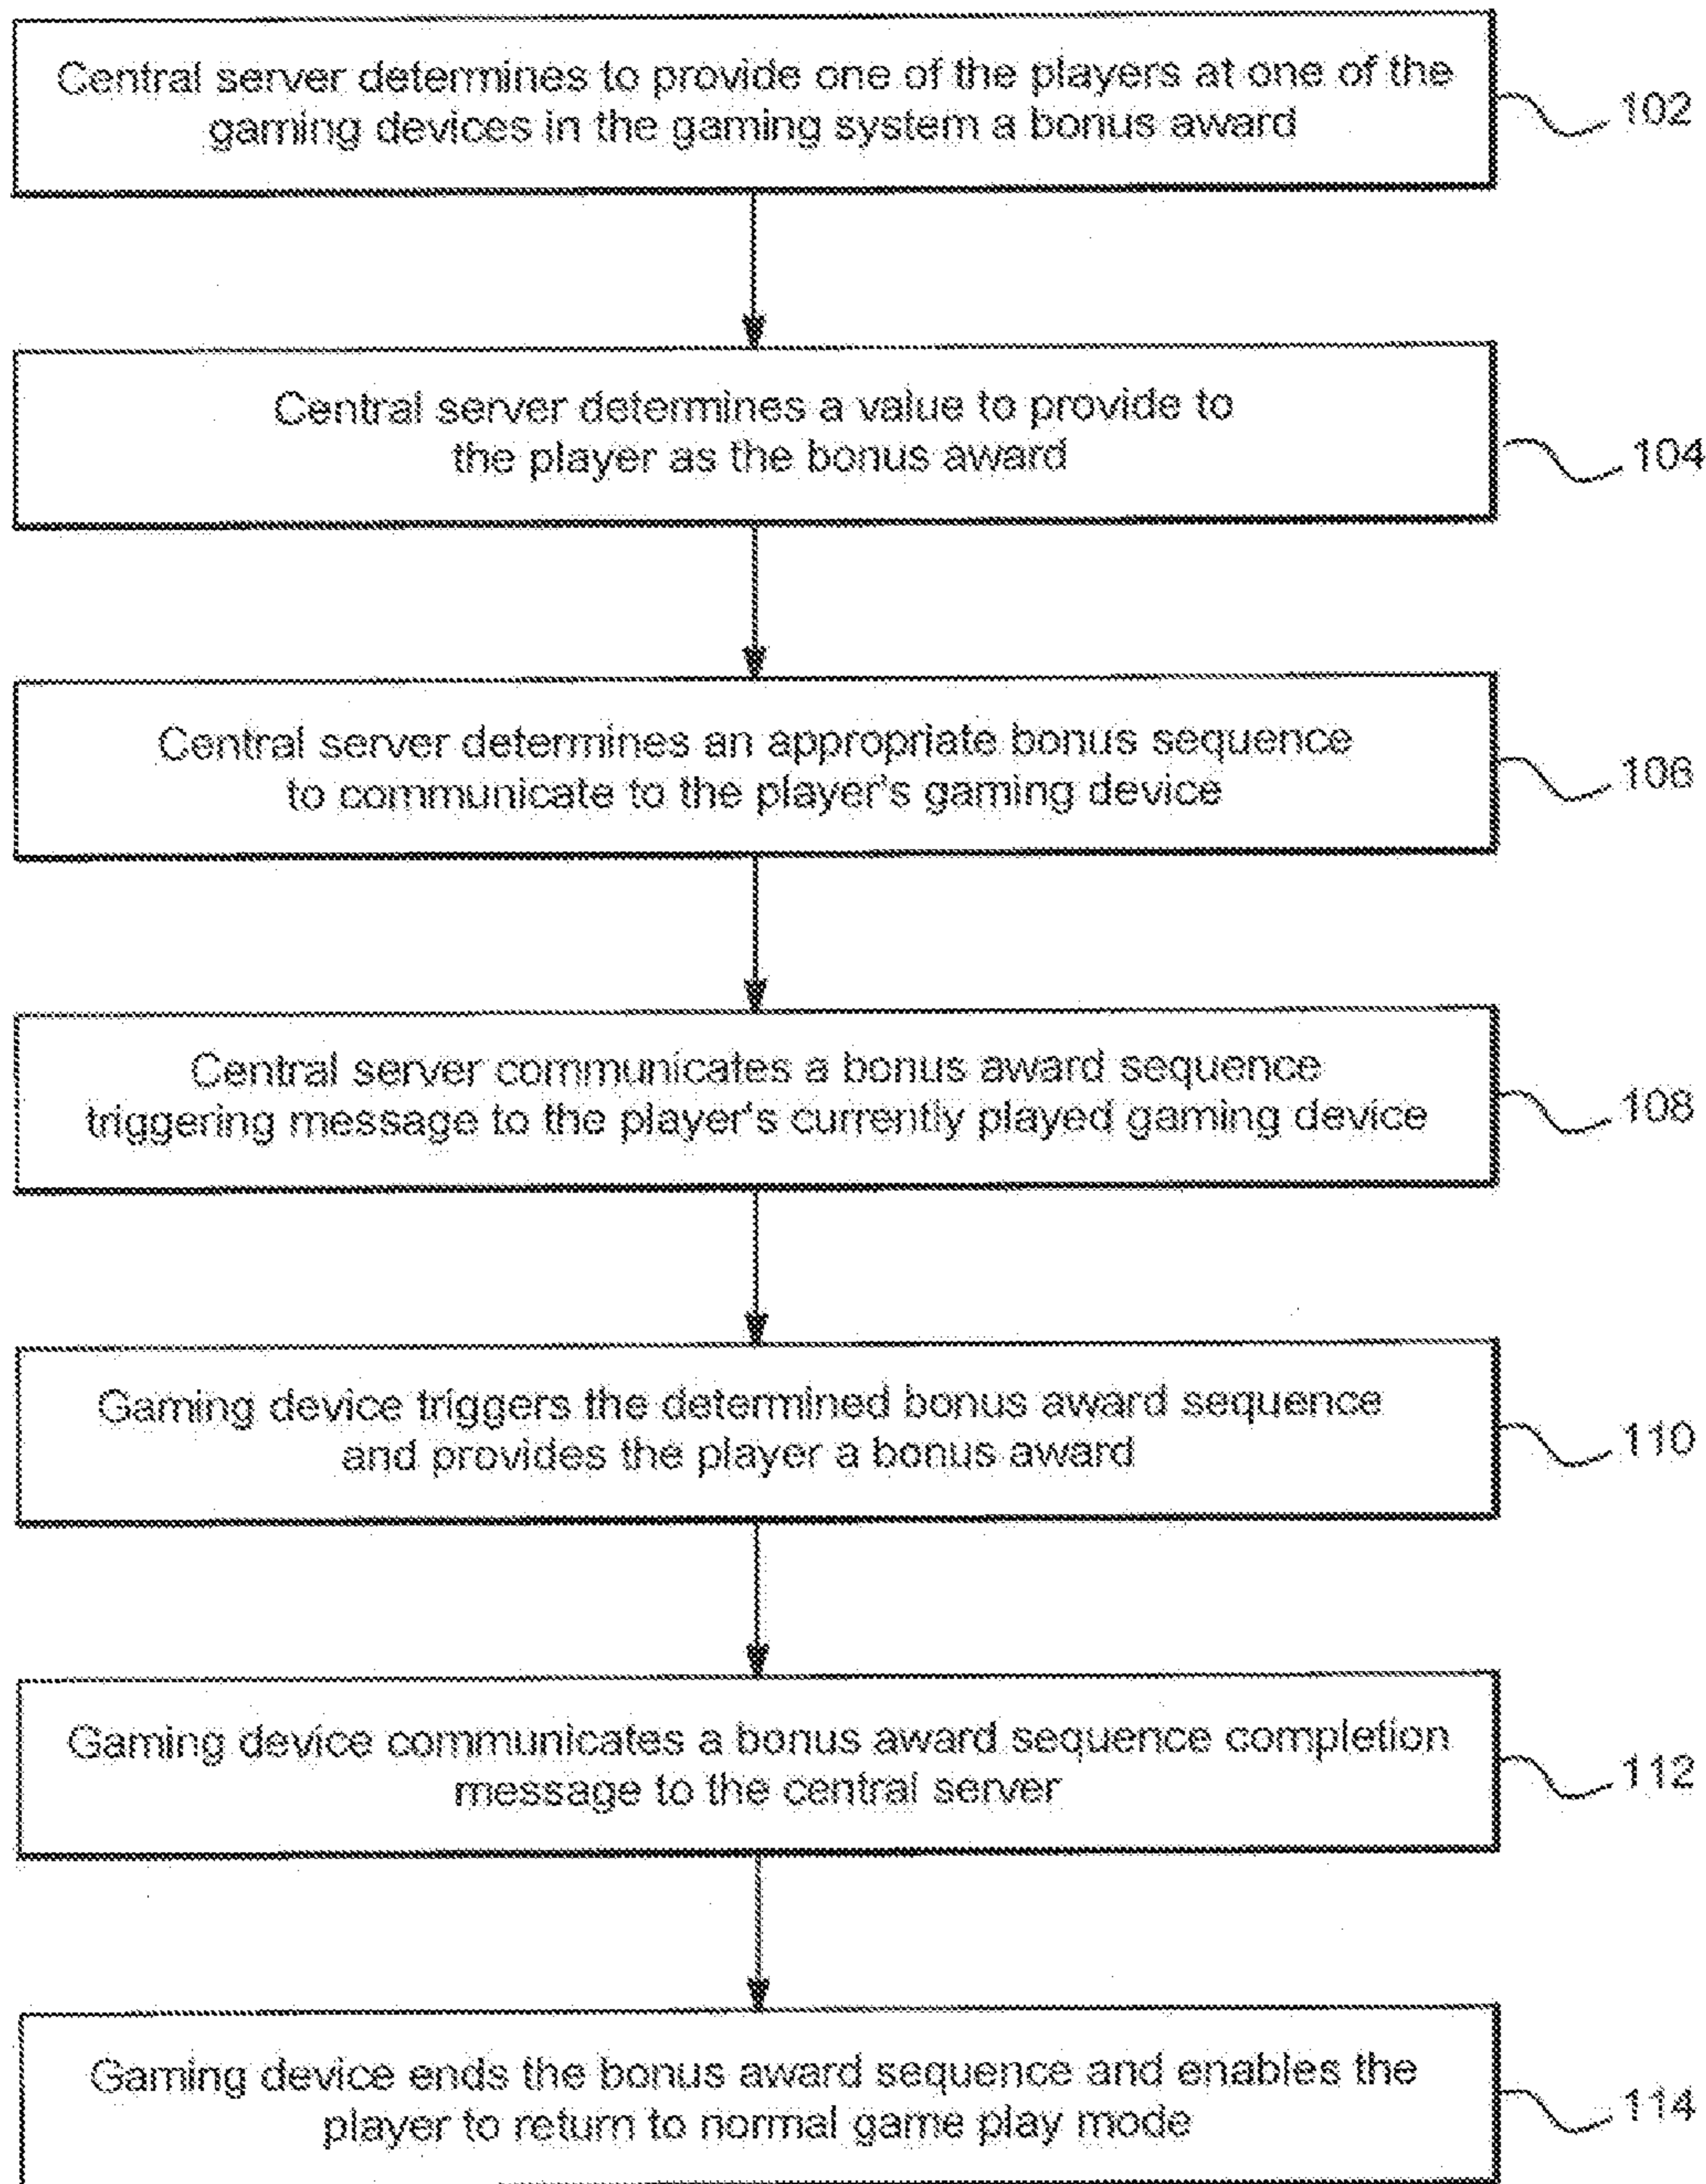 Central server determines to provide one of the players at one of the
gaming devices in the gaming system a bonus award
102
Central server determines a value to provide to
the player as the bonus award
104
Central server determines an appropriate bonus sequence
to communicate to the player's gaming device
106
Central server communicates a bonus award sequence
triggering message to the player's currently played gaming device
108
Gaming device triggers the determined bonus award sequence
and provides the player a bonus award
110
Gaming device communicates a bonus award sequence completion
message to the central server
112
Gaming device ends the bonus award sequence and enables the
player to return to normal game play mode
114